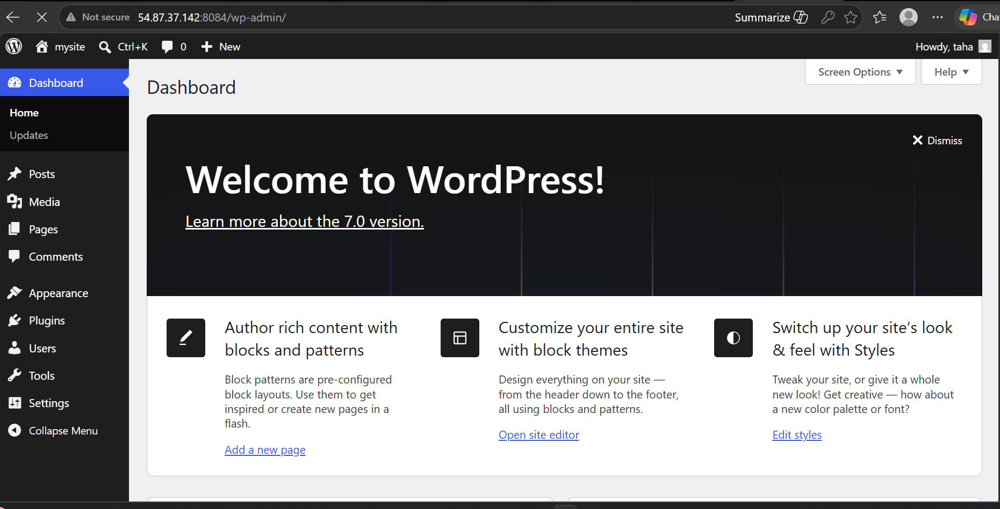 Not secure 54.87.37.142:8084/wp-admin/ Summarize
mysite Ctrl+K 0 New Howdy, taha
Screen Options Help
Dashboard
Home
Updates
Posts
Media
Pages
Comments
Appearance
Plugins
Users
Tools
Settings
Collapse Menu
Dashboard
Dismiss
Welcome to WordPress!
Learn more about the 7.0 version.
Author rich content with
blocks and patterns
Block patterns are pre-configured
block layouts. Use them to get
inspired or create new pages in a
flash.
Add a new page
Customize your entire site
with block themes
Design everything on your site —
from the header down to the footer,
all using blocks and patterns.
Open site editor
Switch up your site’s look
& feel with Styles
Tweak your site, or give it a whole
new look! Get creative — how about
a new color palette or font?
Edit styles